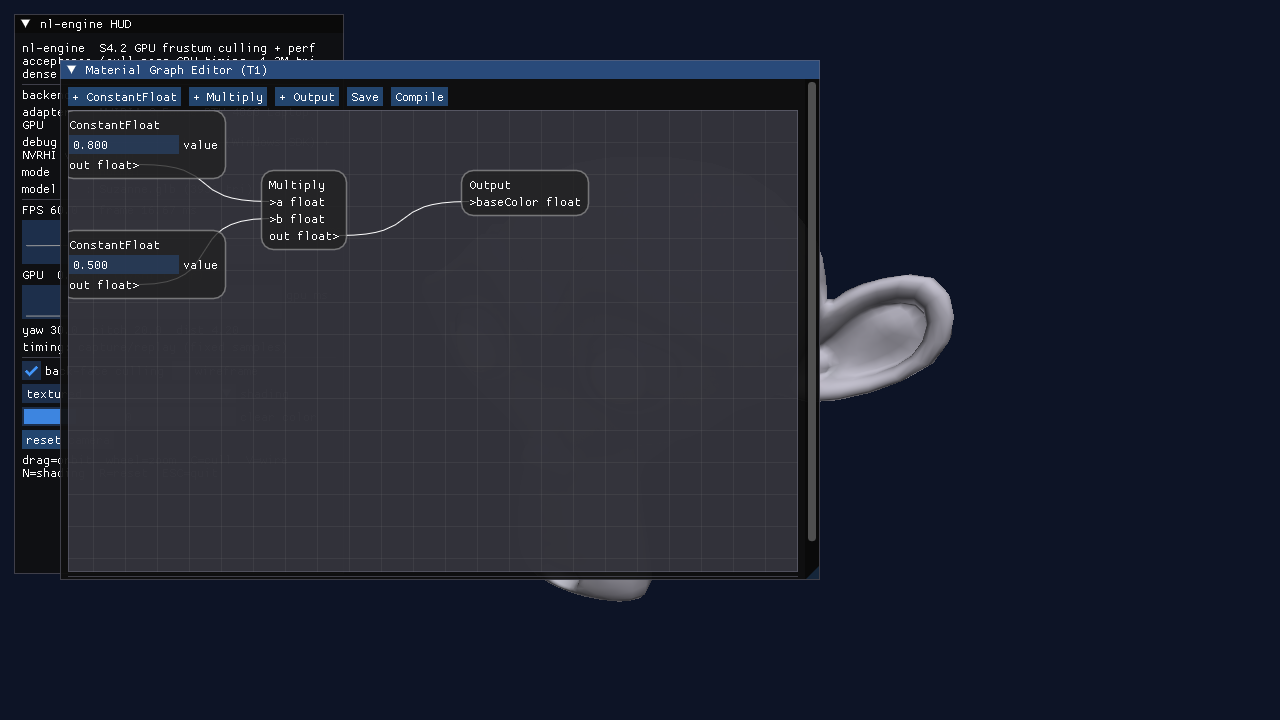 nl-engine HUD
nl-engine  S4.2 GPU frustum culling + perf
dense
Material Graph Editor (T1)
+ ConstantFloat
+ Multiply
+ Output
Save
Compile
ConstantFloat
0.800 value
out float>
Multiply
>a float
>b float
out float>
Output
>baseColor float
ConstantFloat
0.500 value
out float>
GPU
debug
NVRHI
mode
model
FPS 60
GPU
yaw 30
timing
ba
textu
reset
drag=
N=shad